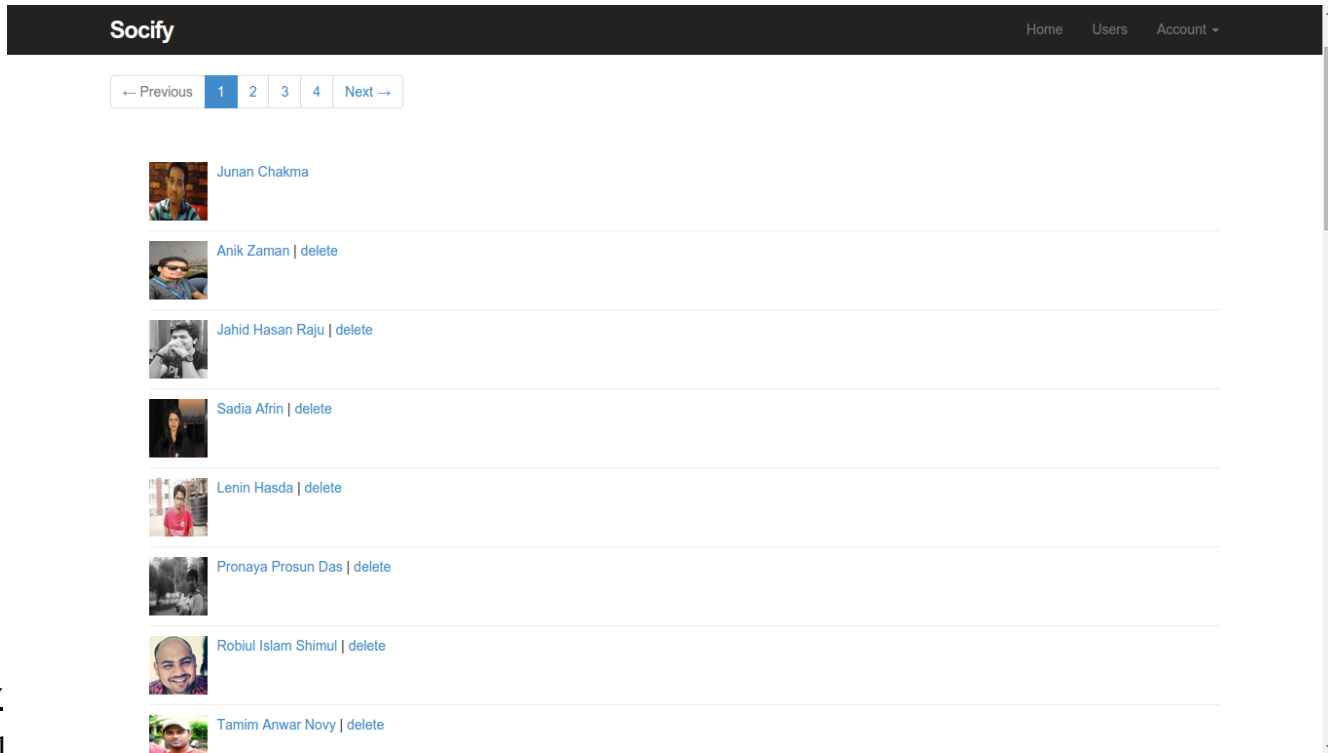 Socify Home Users Account
← Previous 1 2 3 4 Next →
Junan Chakma
Anik Zaman | delete
Jahid Hasan Raju | delete
Sadia Afrin | delete
Lenin Hasda | delete
Pronaya Prosun Das | delete
Robiul Islam Shimul | delete
Tamim Anwar Novy | delete